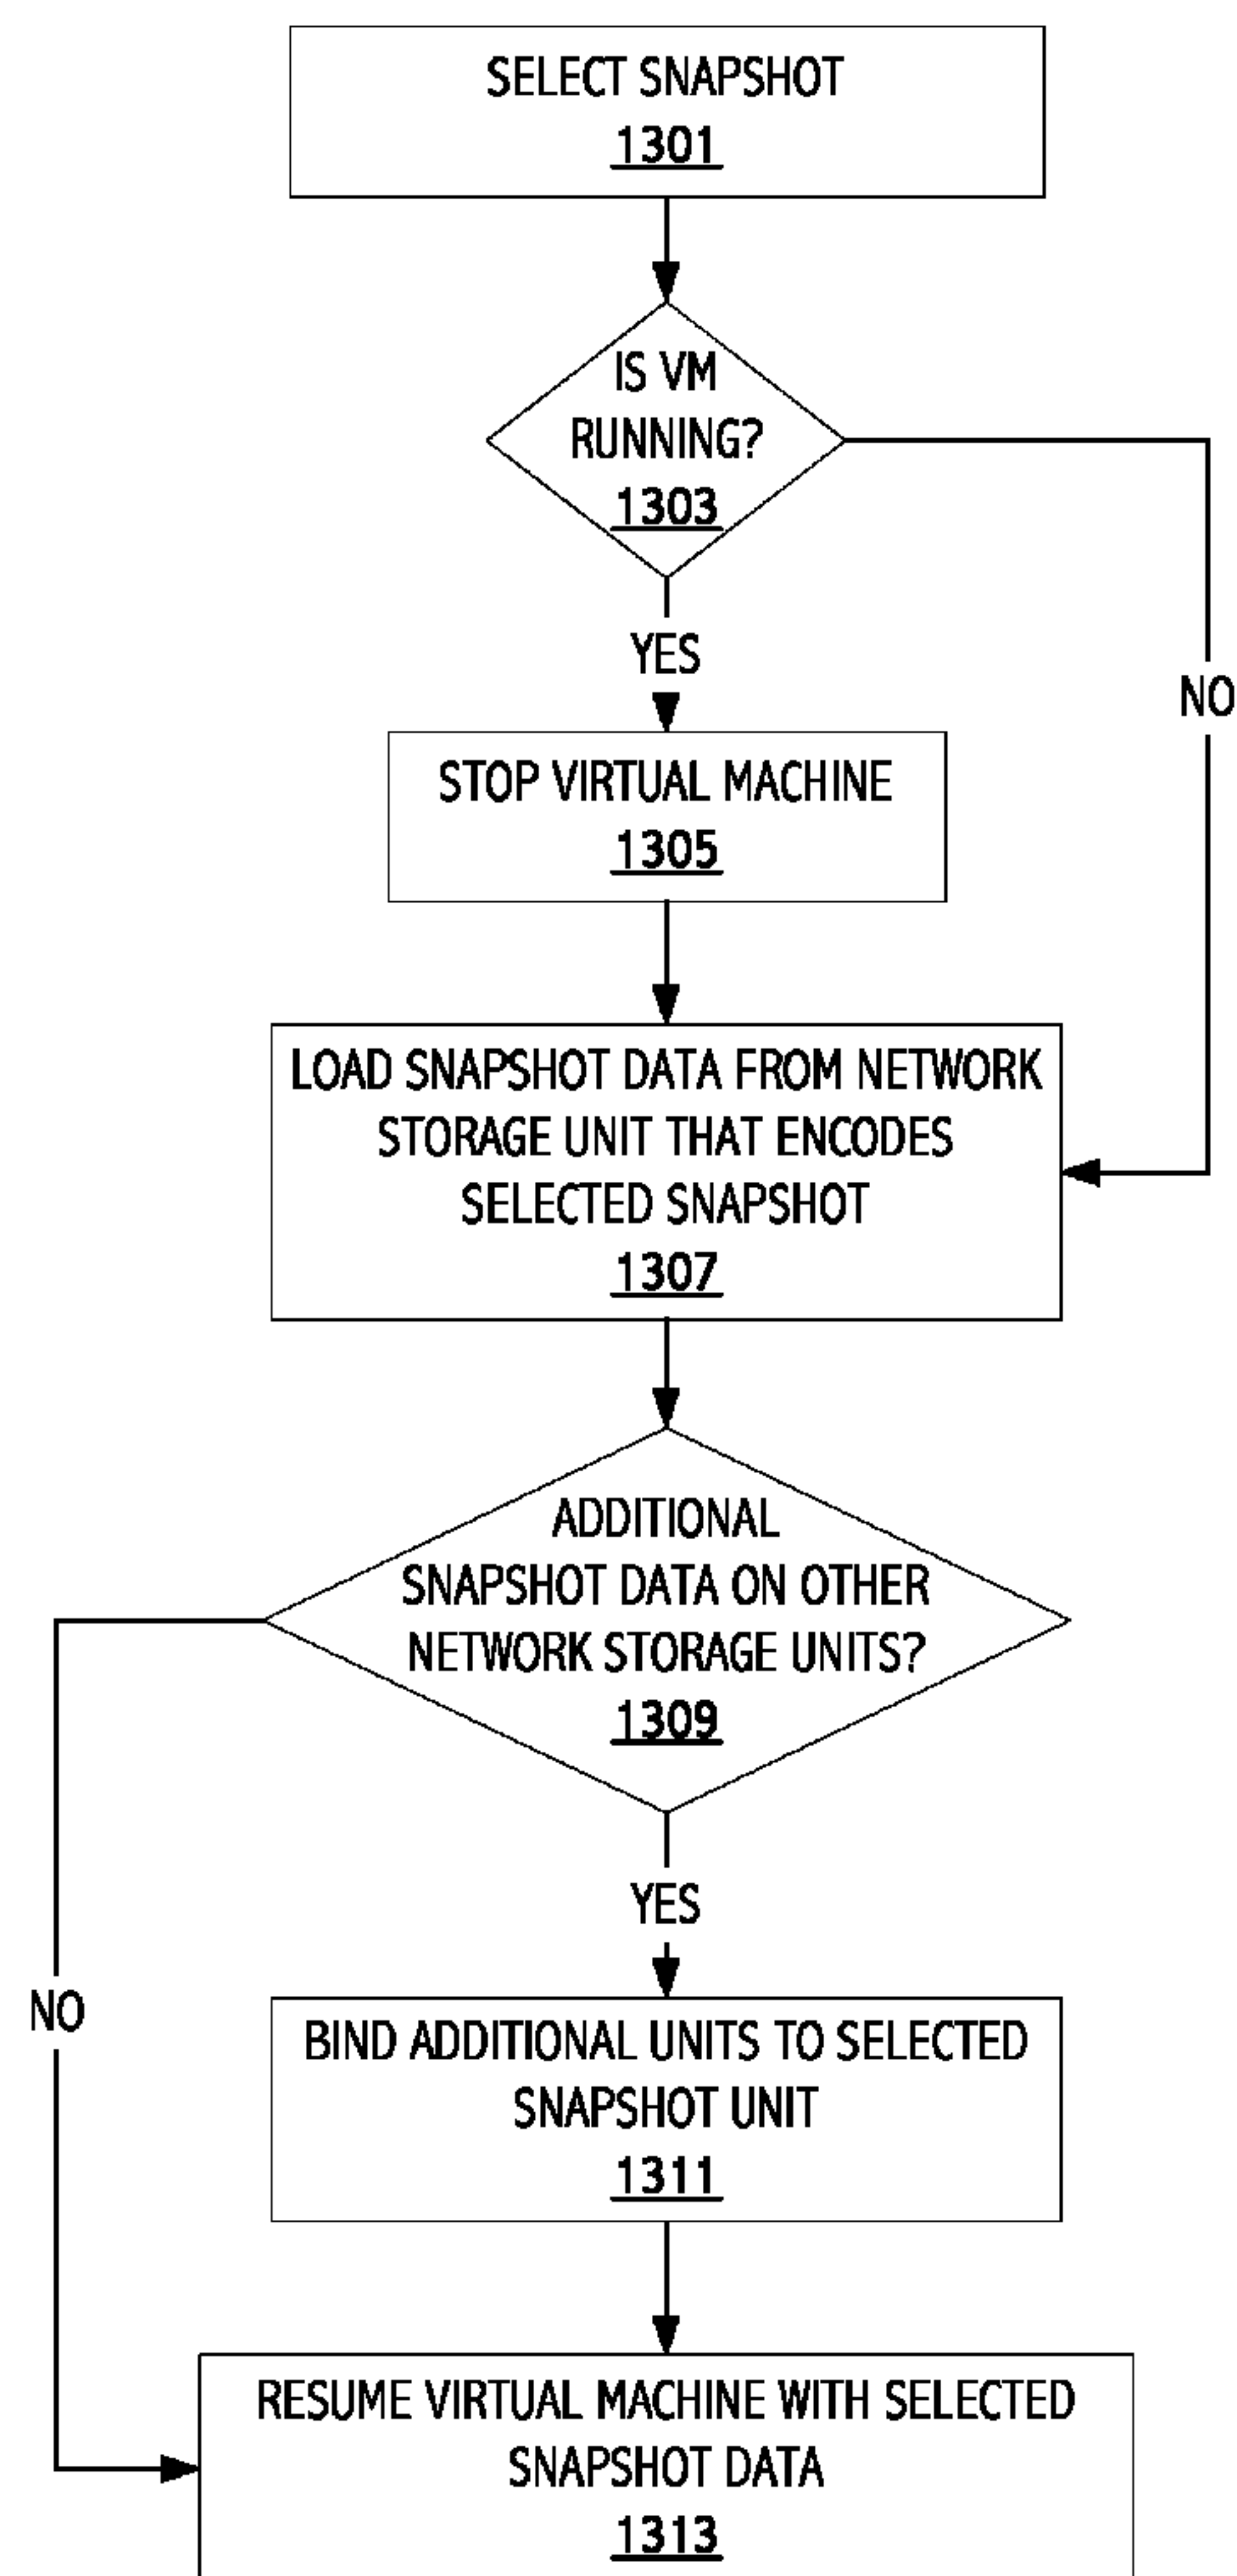 SELECT SNAPSHOT
1301
IS VM
RUNNING?
1303
YES
NO
STOP VIRTUAL MACHINE
1305
LOAD SNAPSHOT DATA FROM NETWORK
STORAGE UNIT THAT ENCODES
SELECTED SNAPSHOT
1307
ADDITIONAL
SNAPSHOT DATA ON OTHER
NETWORK STORAGE UNITS?
1309
YES
NO
BIND ADDITIONAL UNITS TO SELECTED
SNAPSHOT UNIT
1311
RESUME VIRTUAL MACHINE WITH SELECTED
SNAPSHOT DATA
1313